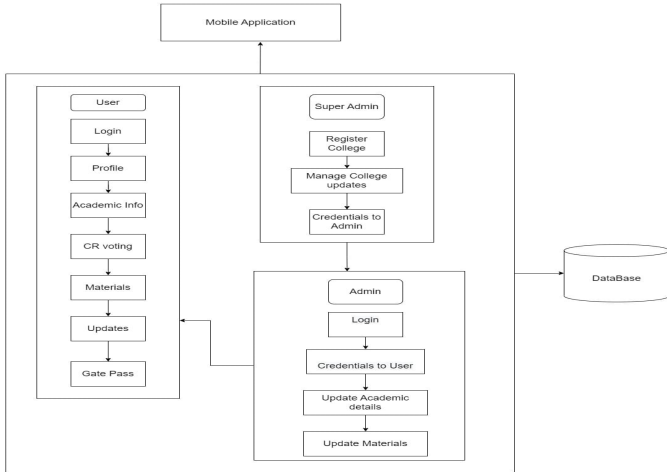 Mobile Application
User
Login
Profile
Academic Info
CR voting
Materials
Updates
Gate Pass
Super Admin
Register
College
Manage College
updates
Credentials to
Admin
Admin
Login
Credentials to User
Update Academic
details
Update Materials
DataBase